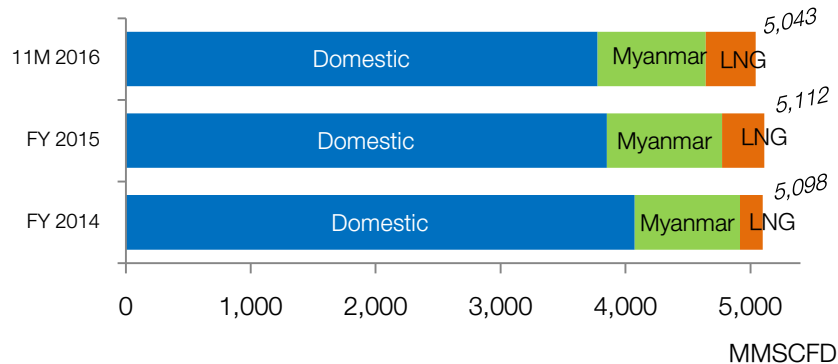 5,043
11M 2016 Domestic Myanmar LNG
5,112
FY 2015 Domestic Myanmar LNG
5,098
FY 2014 Domestic Myanmar LNG
0 1,000 2,000 3,000 4,000 5,000
MMSCFD